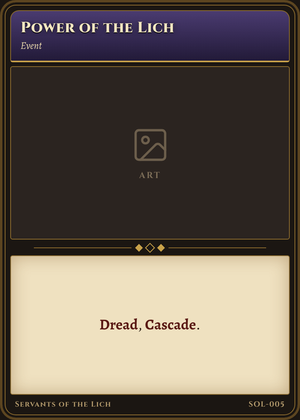 Power of the Lich
Event
ART
Dread, Cascade.
Servants of the Lich
SOL-005